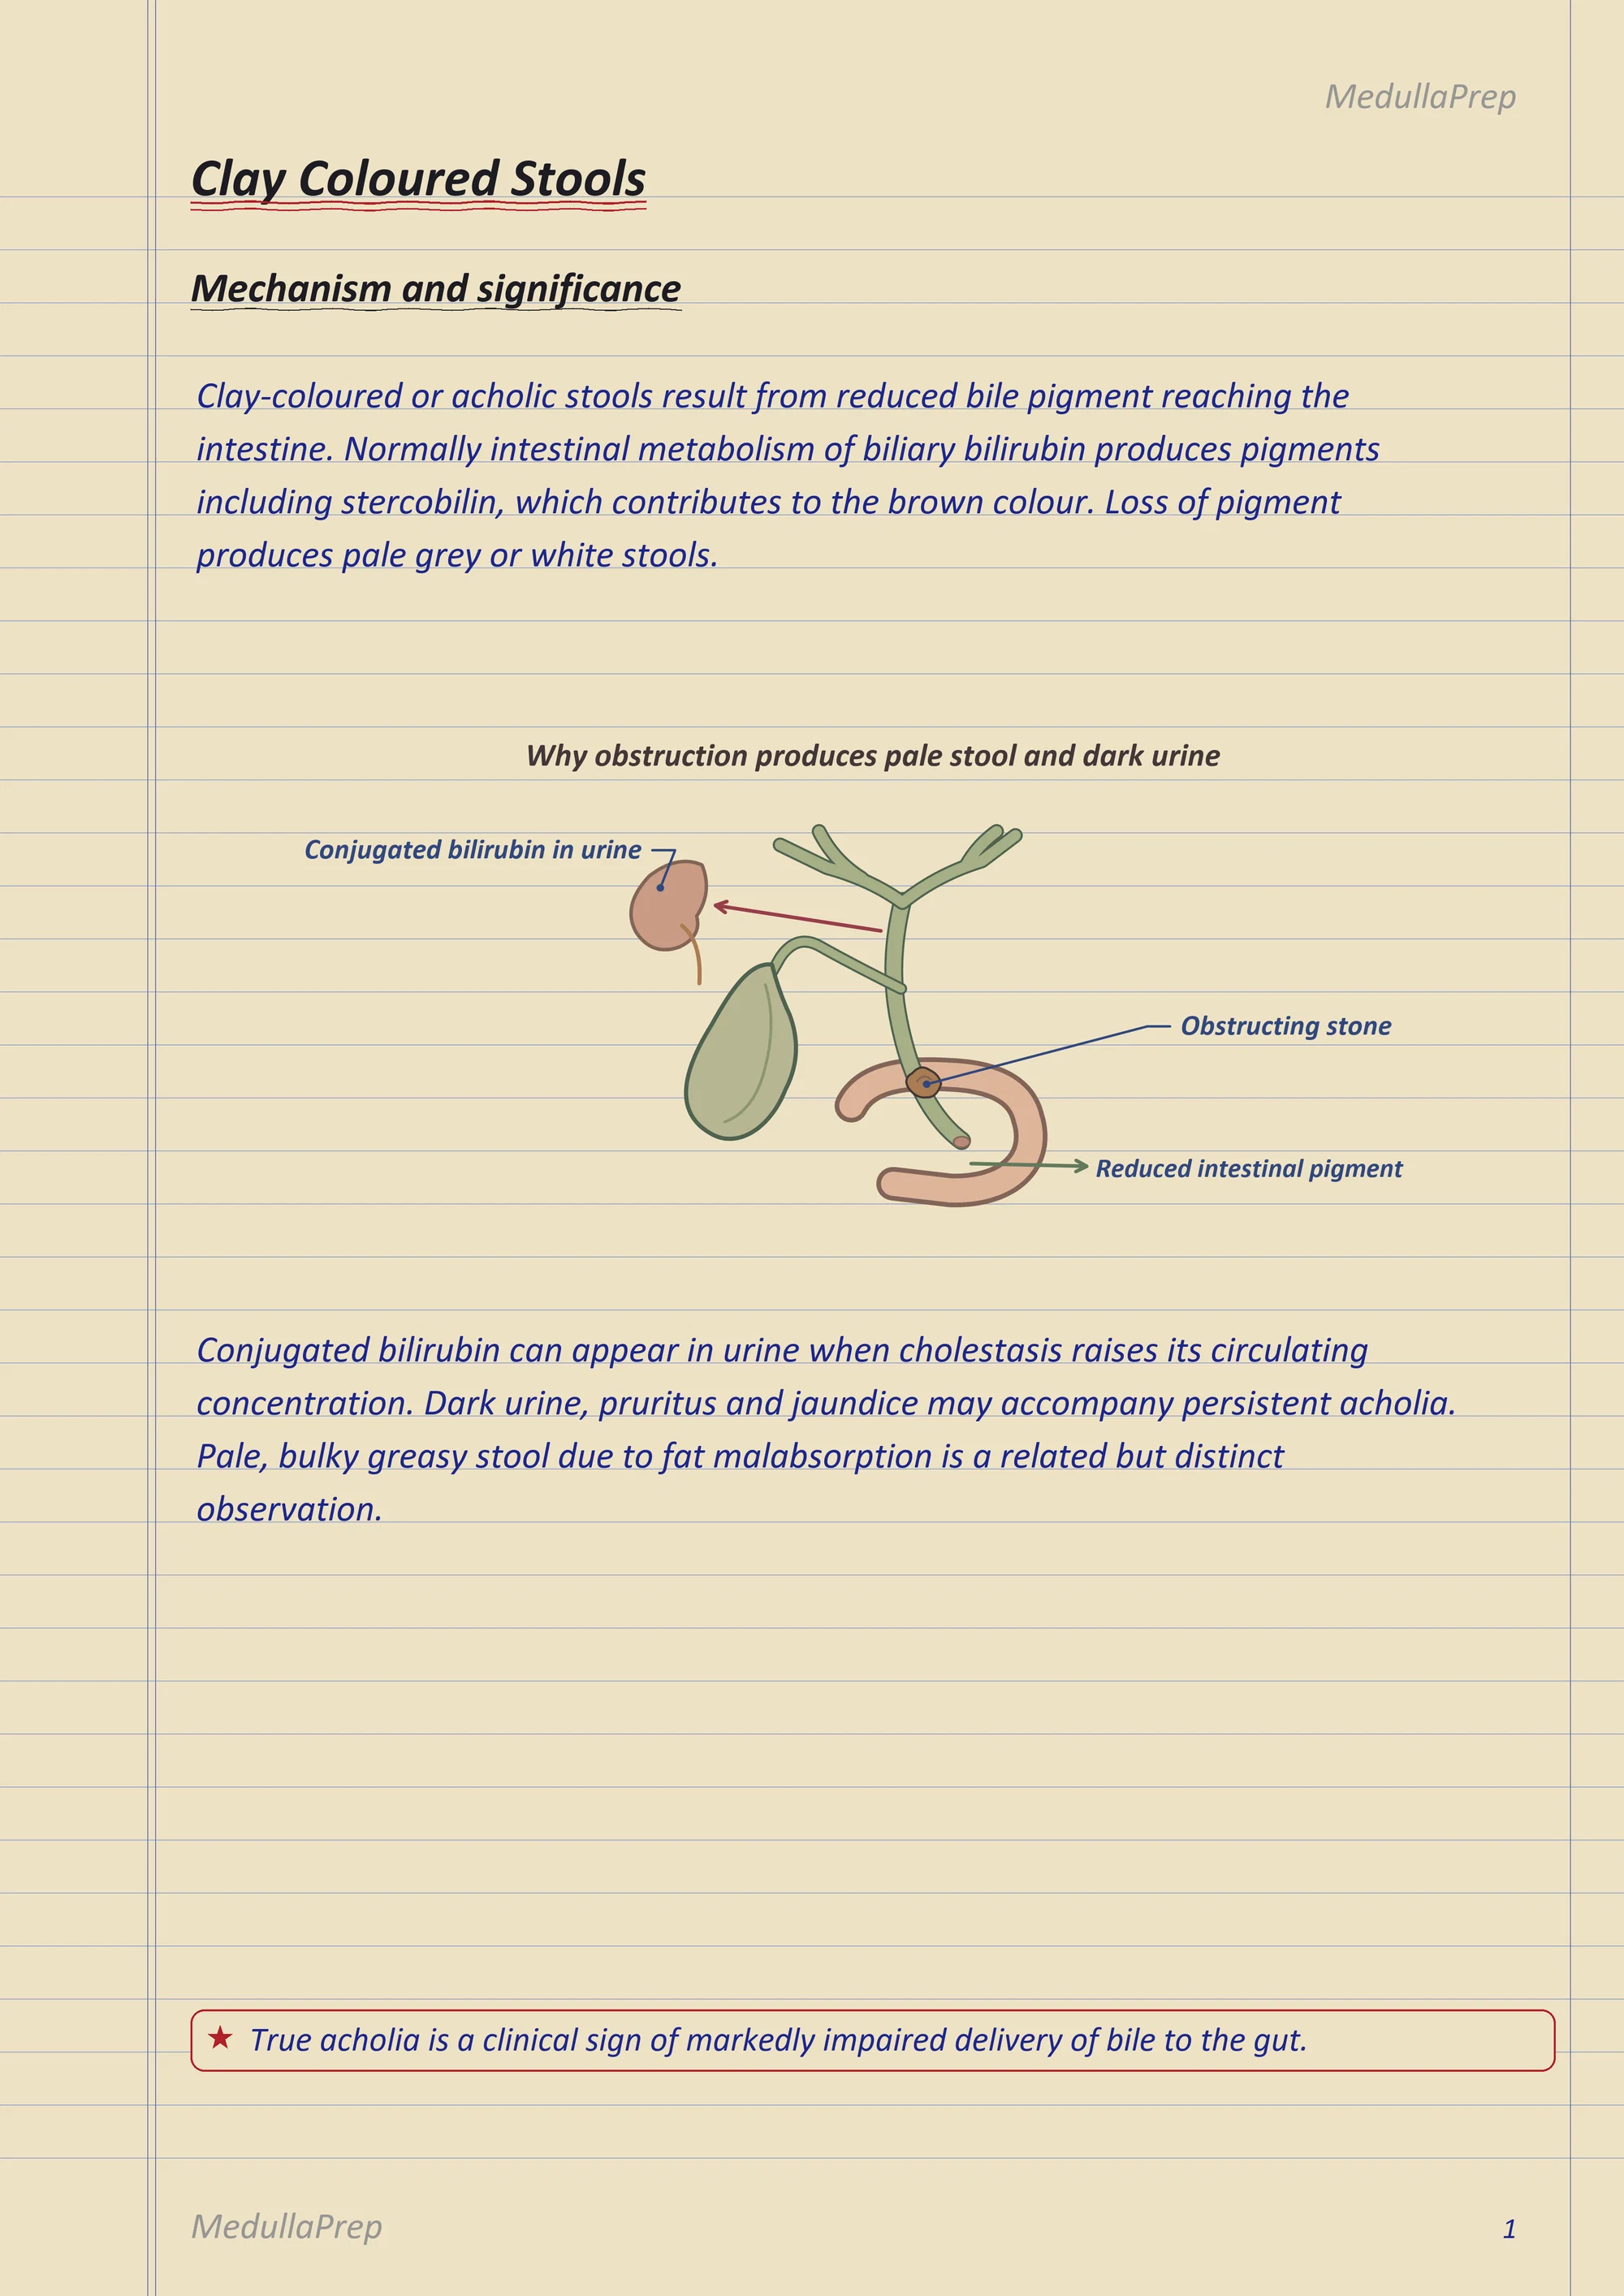 MedullaPrep
Clay Coloured Stools
Mechanism and significance
Clay-coloured or acholic stools result from reduced bile pigment reaching the
intestine. Normally intestinal metabolism of biliary bilirubin produces pigments
including stercobilin, which contributes to the brown colour. Loss of pigment
produces pale grey or white stools.
Why obstruction produces pale stool and dark urine
Conjugated bilirubin in urine
Obstructing stone
Reduced intestinal pigment
Conjugated bilirubin can appear in urine when cholestasis raises its circulating
concentration. Dark urine, pruritus and jaundice may accompany persistent acholia.
Pale, bulky greasy stool due to fat malabsorption is a related but distinct
observation.
★ True acholia is a clinical sign of markedly impaired delivery of bile to the gut.
MedullaPrep
1